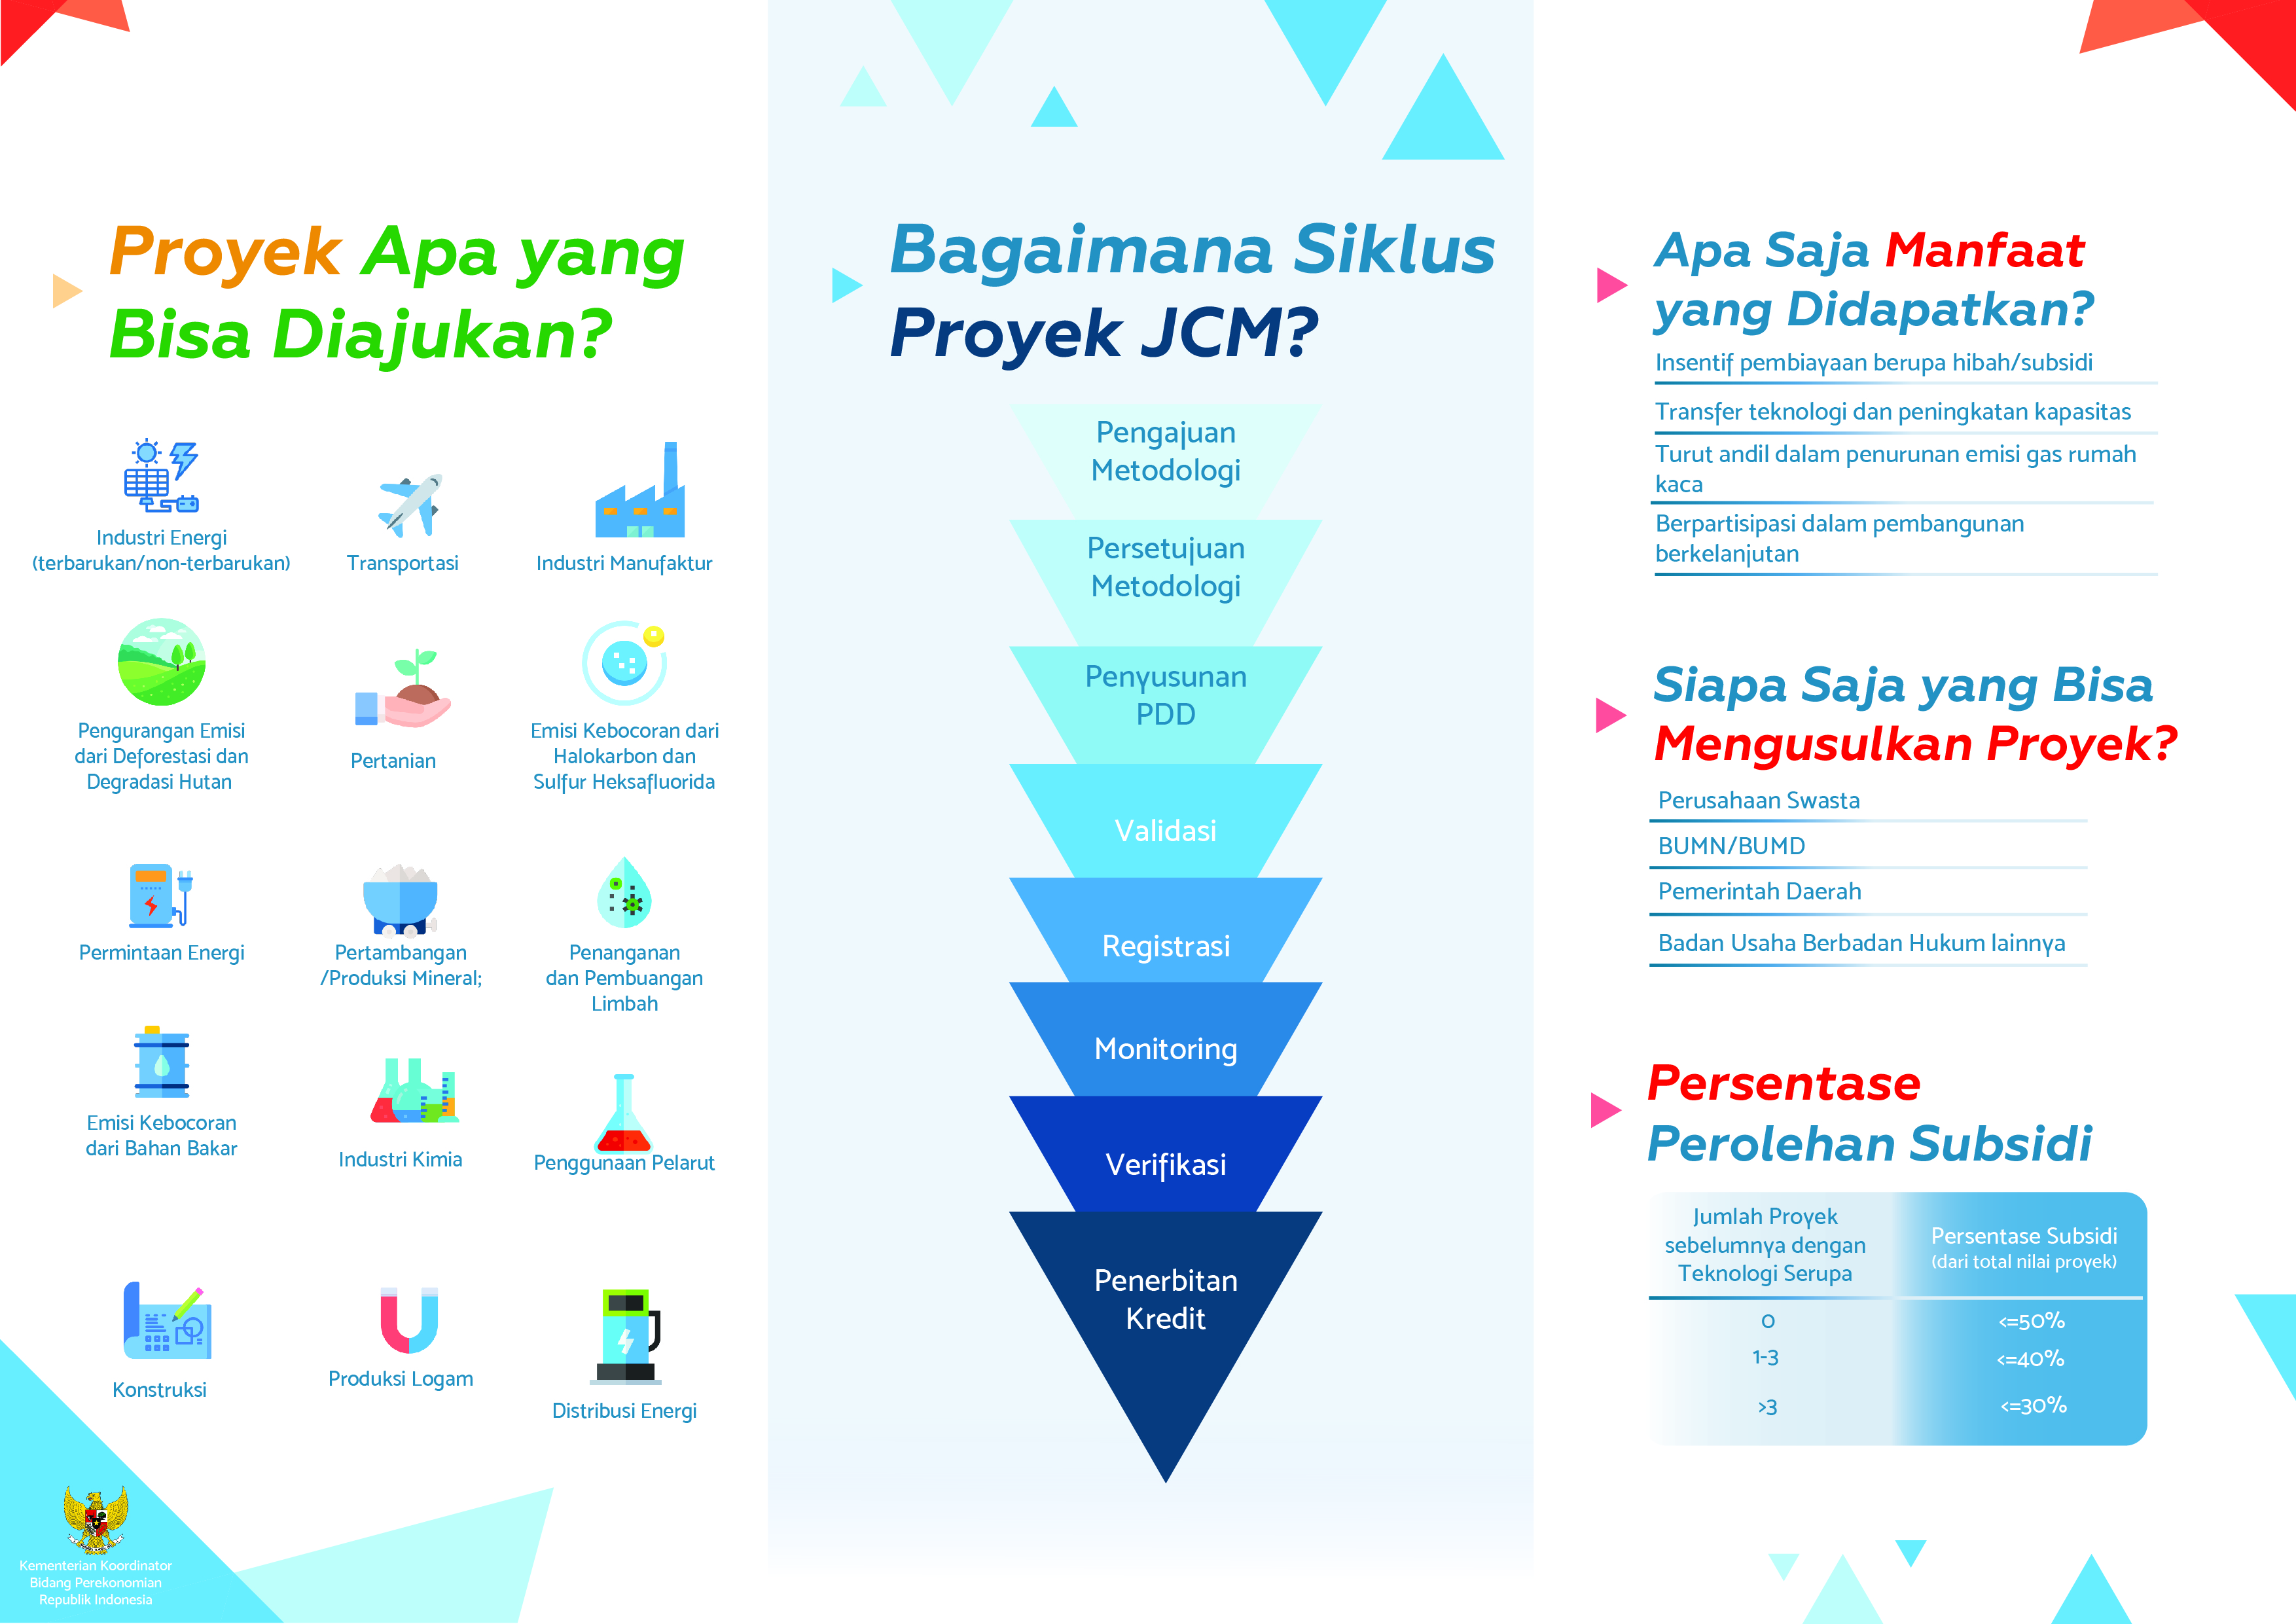 Proyek Apa yang
Bisa Diajukan?
Industri Energi
(terbarukan/non-terbarukan)
Transportasi
Industri Manufaktur
Pengurangan Emisi
dari Deforestasi dan
Degradasi Hutan
Pertanian
Emisi Kebocoran dari
Halokarbon dan
Sulfur Heksafluorida
Permintaan Energi
Pertambangan
/Produksi Mineral;
Penanganan
dan Pembuangan
Limbah
Emisi Kebocoran
dari Bahan Bakar
Industri Kimia
Penggunaan Pelarut
Konstruksi
Produksi Logam
Distribusi Energi
Kementerian Koordinator
Bidang Perekonomian
Republik Indonesia
Bagaimana Siklus
Proyek JCM?
Pengajuan
Metodologi
Persetujuan
Metodologi
Penyusunan
PDD
Validasi
Registrasi
Monitoring
Verifikasi
Penerbitan
Kredit
Apa Saja Manfaat
yang Didapatkan?
Insentif pembiayaan berupa hibah/subsidi
Transfer teknologi dan peningkatan kapasitas
Turut andil dalam penurunan emisi gas rumah
kaca
Berpartisipasi dalam pembangunan
berkelanjutan
Siapa Saja yang Bisa
Mengusulkan Proyek?
Perusahaan Swasta
BUMN/BUMD
Pemerintah Daerah
Badan Usaha Berbadan Hukum lainnya
Persentase
Perolehan Subsidi
Jumlah Proyek
sebelumnya dengan
Teknologi Serupa
Persentase Subsidi
(dari total nilai proyek)
0 <=50%
1-3 <=40%
>3 <=30%